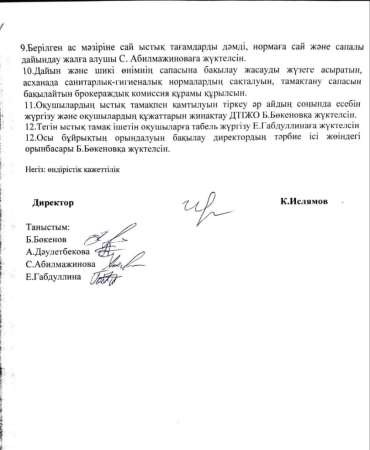 9.Берілген ас мәзіріне сай ыстық тағамдарды дәмді, нормаға сай және сапалы
дайындау жалға алушы С. Абилмажиноваға жүктелсін.
10.Дайын және шикі өнімнің сапасына бақылау жасауды жүзеге асыратын,
асханада санитарлық-гигиеналық нормалардың сақталуын, тамақтану сапасын
бақылайтын брокераждық комиссия құрамы құрылсын.
11.Оқушылардың ыстық тамақпен қамтылуын тіркеу әр айдың соңында есебін
жүргізу және оқушылардың құжаттарын жинақтау ДТІЖО Б.Бөкеновқа жүктелсін.
12.Тегін ыстық тамақ ішетін оқушыларға табель жүргізу Е.Габдуллинаға жүктелсін
12.Осы бұйрықтың орындалуын бақылау директордың тәрбие ісі жөніндегі
орынбасары Б.Бөкеновқа жүктелсін.
Негіз: өндірістік қажеттілік
Директор К.Ислямов
Таныстым:
Б.Бөкенов
А.Дәулетбекова
С.Абилмажинова
Е.Габдуллина